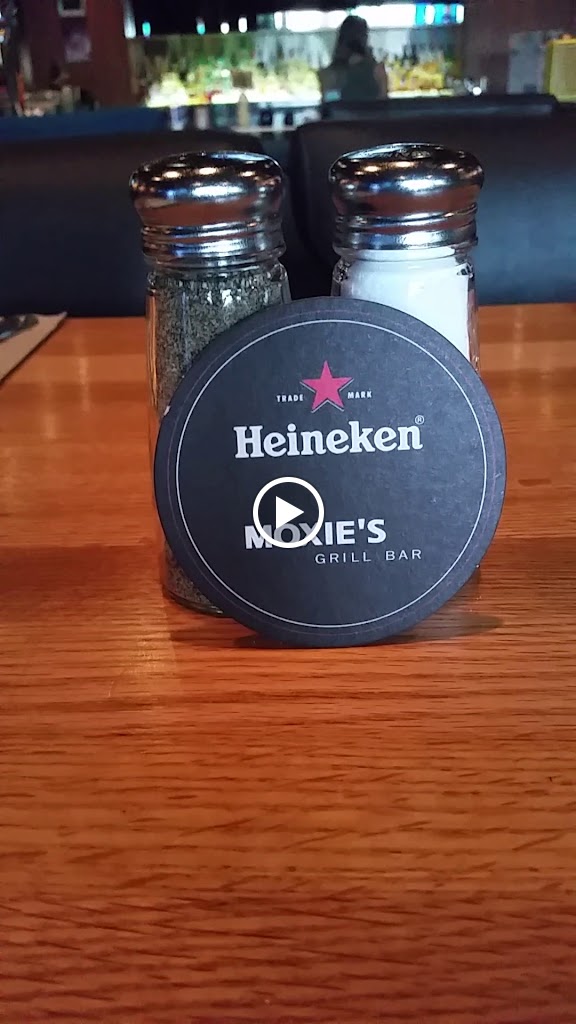 TRADE MARK
Heineken®
MOXIE'S
GRILL BAR